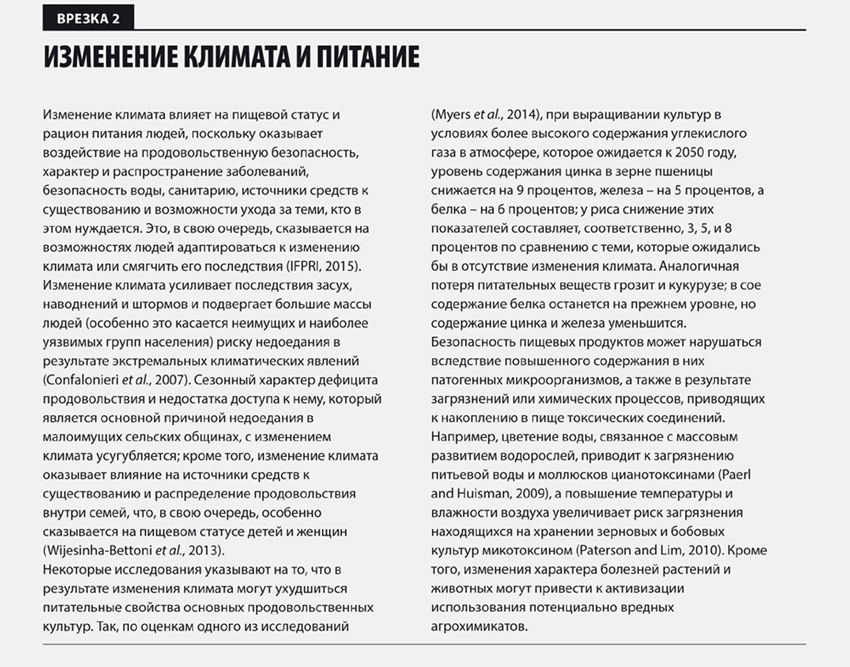 ВРЕЗКА 2
ИЗМЕНЕНИЕ КЛИМАТА И ПИТАНИЕ
Изменение климата влияет на пищевой статус и
рацион питания людей, поскольку оказывает
воздействие на продовольственную безопасность,
характер и распространение заболеваний,
безопасность воды, санитарию, источники средств к
существованию и возможности ухода за теми, кто в
этом нуждается. Это, в свою очередь, сказывается на
возможностях людей адаптироваться к изменению
климата или смягчить его последствия (IFPRI, 2015).
Изменение климата усиливает последствия засух,
наводнений и штормов и подвергает большие массы
людей (особенно это касается неимущих и наиболее
уязвимых групп населения) риску недоедания в
результате экстремальных климатических явлений
(Confalonieri et al., 2007). Сезонный характер дефицита
продовольствия и недостатка доступа к нему, который
является основной причиной недоедания в
малоимущих сельских общинах, с изменением
климата усугубляется; кроме того, изменение климата
оказывает влияние на источники средств к
существованию и распределение продовольствия
внутри семей, что, в свою очередь, особенно
сказывается на пищевом статусе детей и женщин
(Wijesinha-Bettoni et al., 2013).
Некоторые исследования указывают на то, что в
результате изменения климата могут ухудшиться
питательные свойства основных продовольственных
культур. Так, по оценкам одного из исследований
(Myers et al., 2014), при выращивании культур в
условиях более высокого содержания углекислого
газа в атмосфере, которое ожидается к 2050 году,
уровень содержания цинка в зерне пшеницы
снижается на 9 процентов, железа – на 5 процентов, а
белка – на 6 процентов; у риса снижение этих
показателей составляет, соответственно, 3, 5, и 8
процентов по сравнению с теми, которые ожидались
бы в отсутствие изменения климата. Аналогичная
потеря питательных веществ грозит и кукурузе; в сое
содержание белка останется на прежнем уровне, но
содержание цинка и железа уменьшится.
Безопасность пищевых продуктов может нарушаться
вследствие повышенного содержания в них
патогенных микроорганизмов, а также в результате
загрязнений или химических процессов, приводящих
к накоплению в пище токсических соединений.
Например, цветение воды, связанное с массовым
развитием водорослей, приводит к загрязнению
питьевой воды и моллюсков цианотоксинами (Paerl
and Huisman, 2009), а повышение температуры и
влажности воздуха увеличивает риск загрязнения
находящихся на хранении зерновых и бобовых
культур микотоксином (Paterson and Lim, 2010). Кроме
того, изменения характера болезней растений и
животных могут привести к активизации
использования потенциально вредных
агрохимикатов.